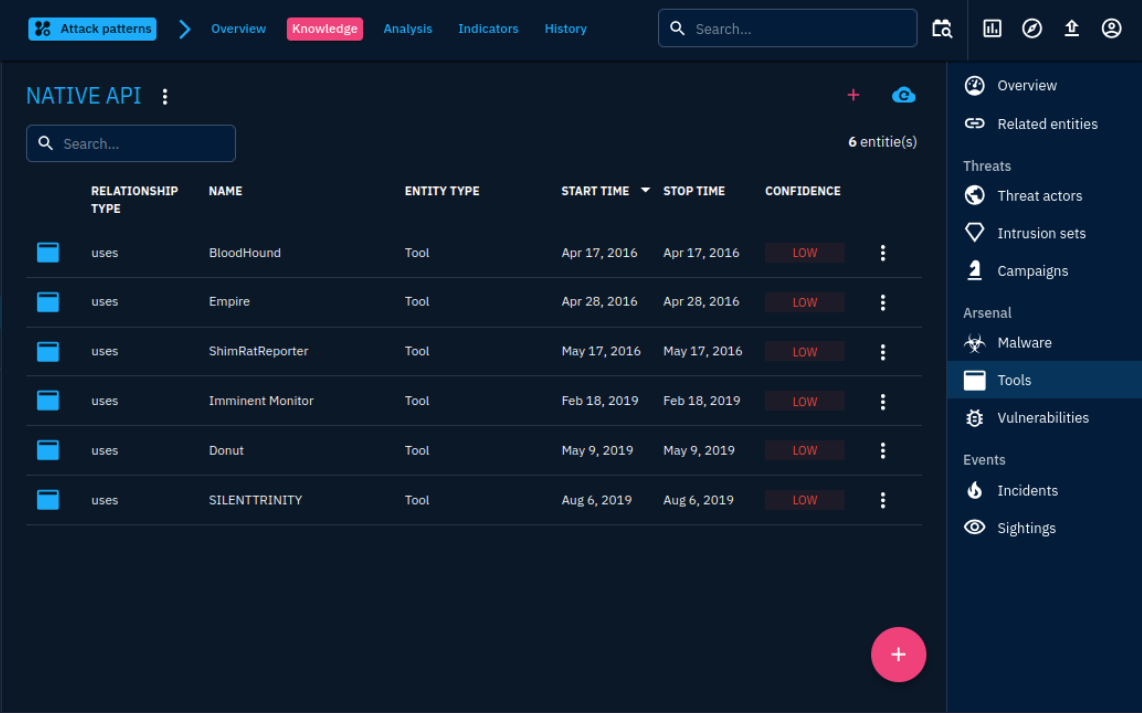 Attack patterns Overview Knowledge Analysis Indicators History Search...
NATIVE API
Search...
6 entitie(s)
RELATIONSHIP TYPE NAME ENTITY TYPE START TIME STOP TIME CONFIDENCE
uses BloodHound Tool Apr 17, 2016 Apr 17, 2016 LOW
uses Empire Tool Apr 28, 2016 Apr 28, 2016 LOW
uses ShimRatReporter Tool May 17, 2016 May 17, 2016 LOW
uses Imminent Monitor Tool Feb 18, 2019 Feb 18, 2019 LOW
uses Donut Tool May 9, 2019 May 9, 2019 LOW
uses SILENTTRINITY Tool Aug 6, 2019 Aug 6, 2019 LOW
Overview
Related entities
Threats
Threat actors
Intrusion sets
Campaigns
Arsenal
Malware
Tools
Vulnerabilities
Events
Incidents
Sightings